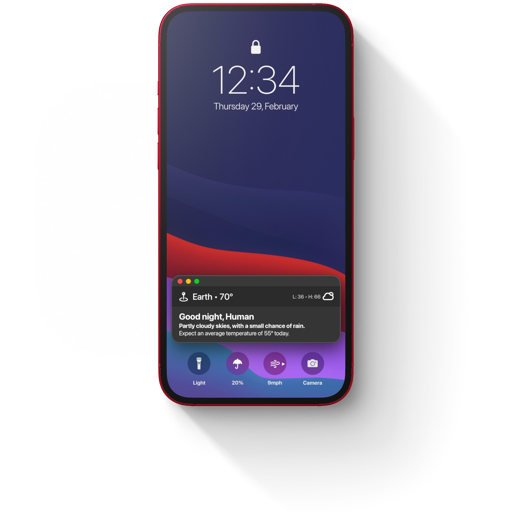 12:34
Thursday 29, February
Earth • 70°
L: 36 • H: 66
Good night, Human
Partly cloudy skies, with a small chance of rain.
Expect an average temperature of 55° today.
Light
20%
9mph
Camera